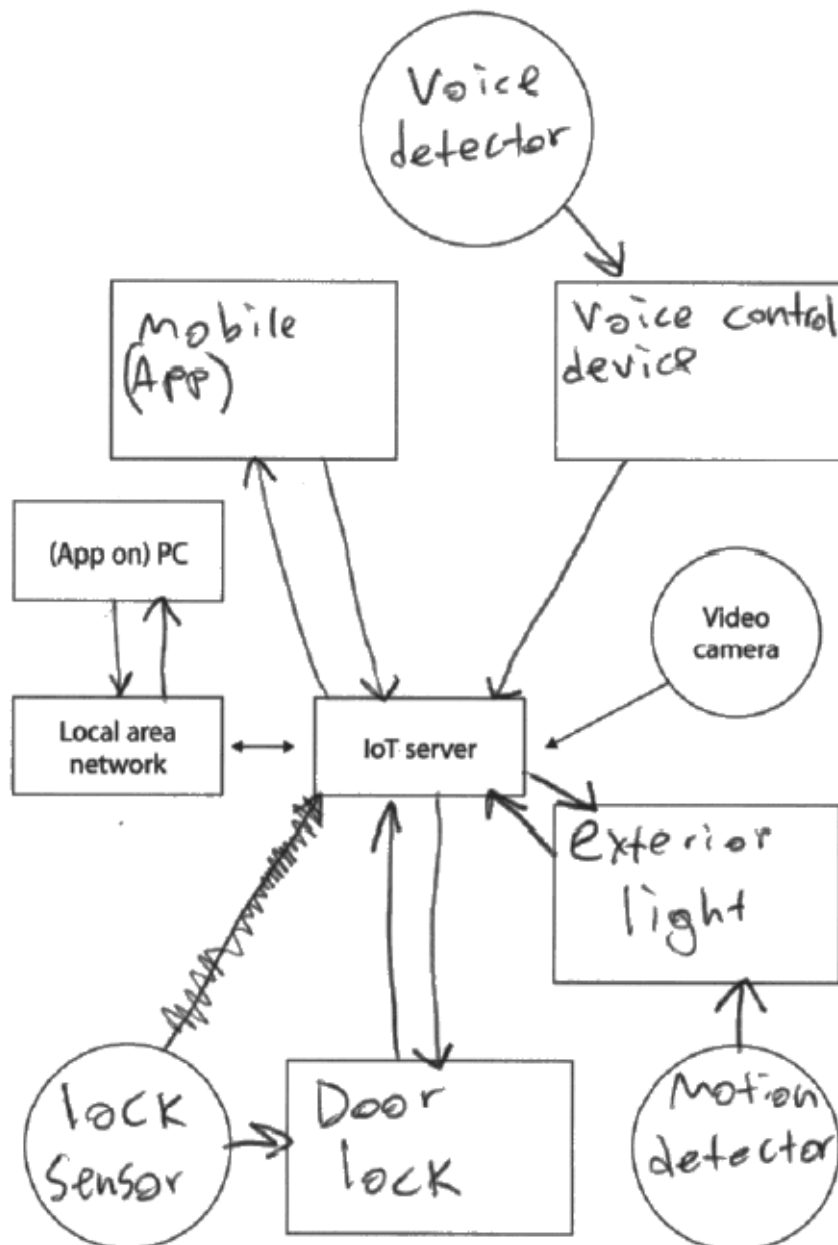 Voice
detector
Mobile
(App)
Voice control
device
(App on) PC
Video
camera
Local area
network
IoT server
exterior
light
lock
sensor
Door
lock
Motion
detector